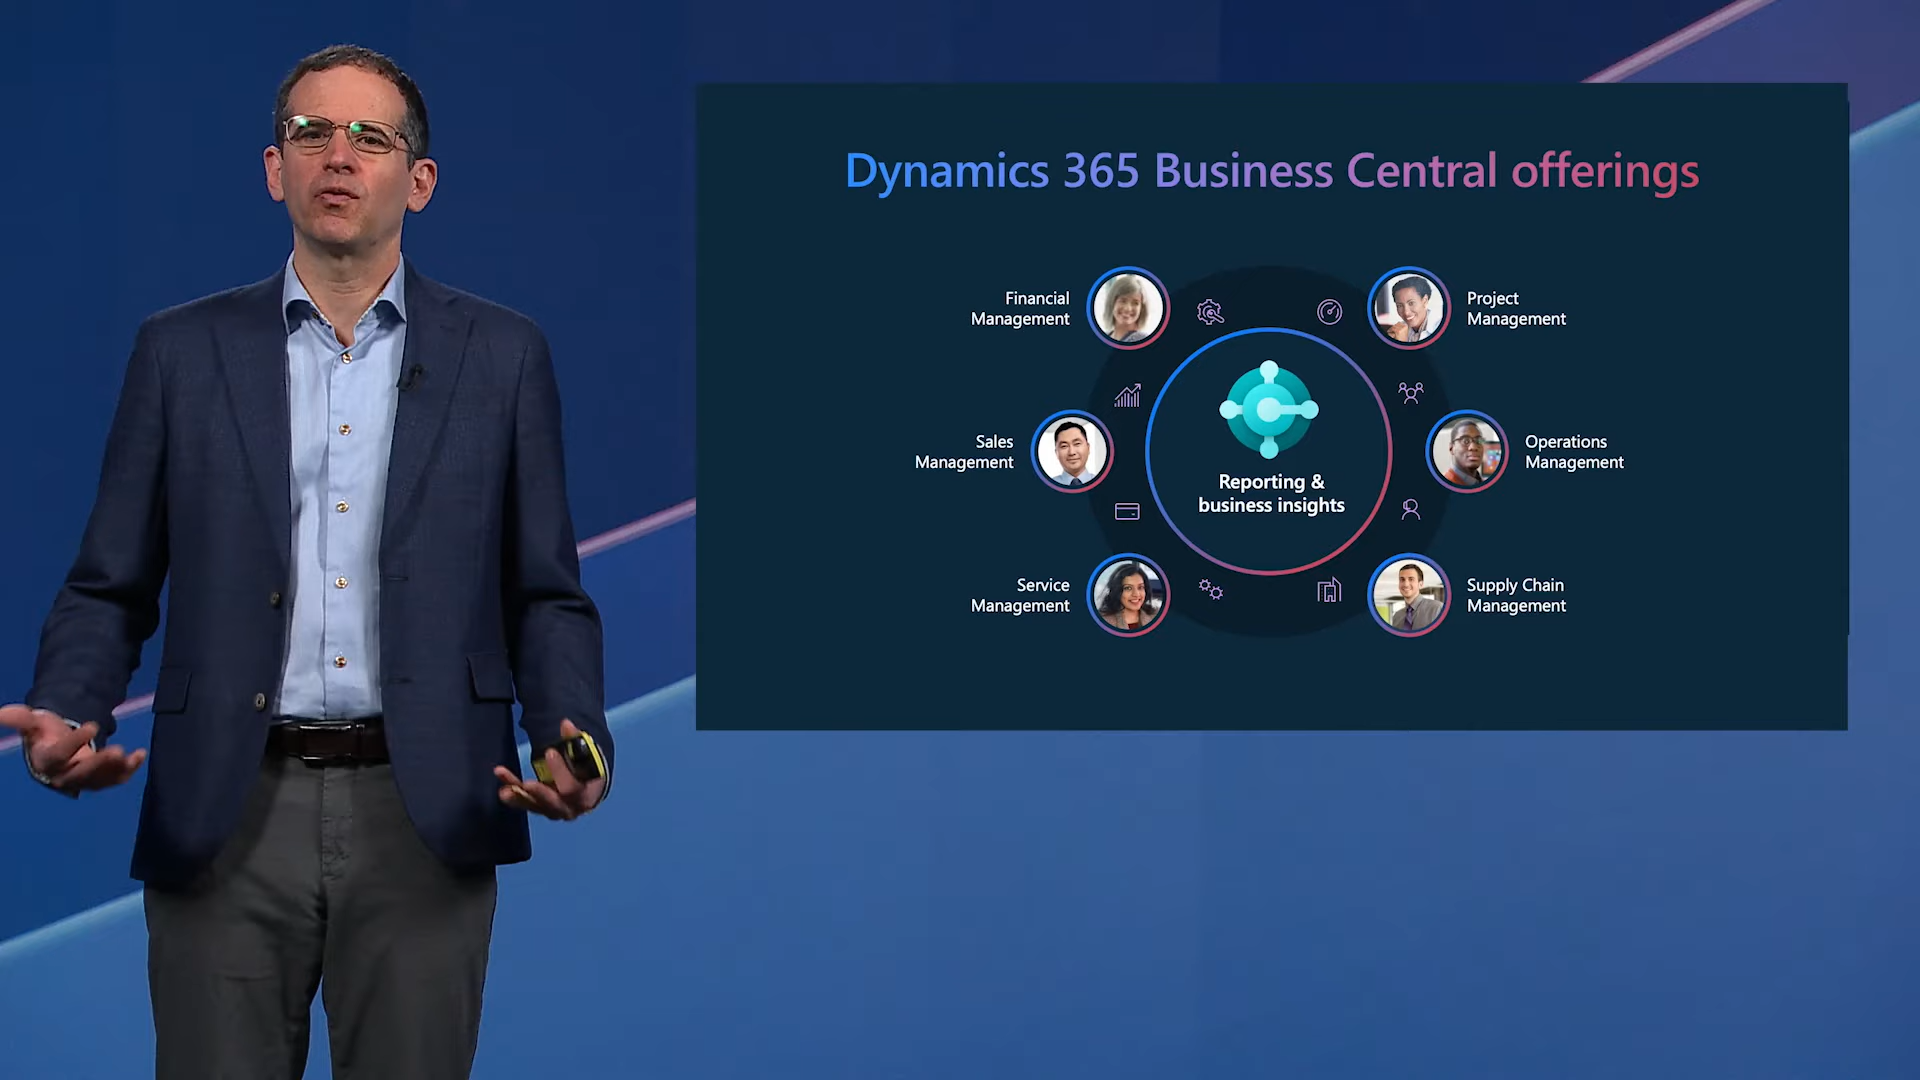 Dynamics 365 Business Central offerings
Financial
Management
Project
Management
Sales
Management
Operations
Management
Reporting &
business insights
Service
Management
Supply Chain
Management